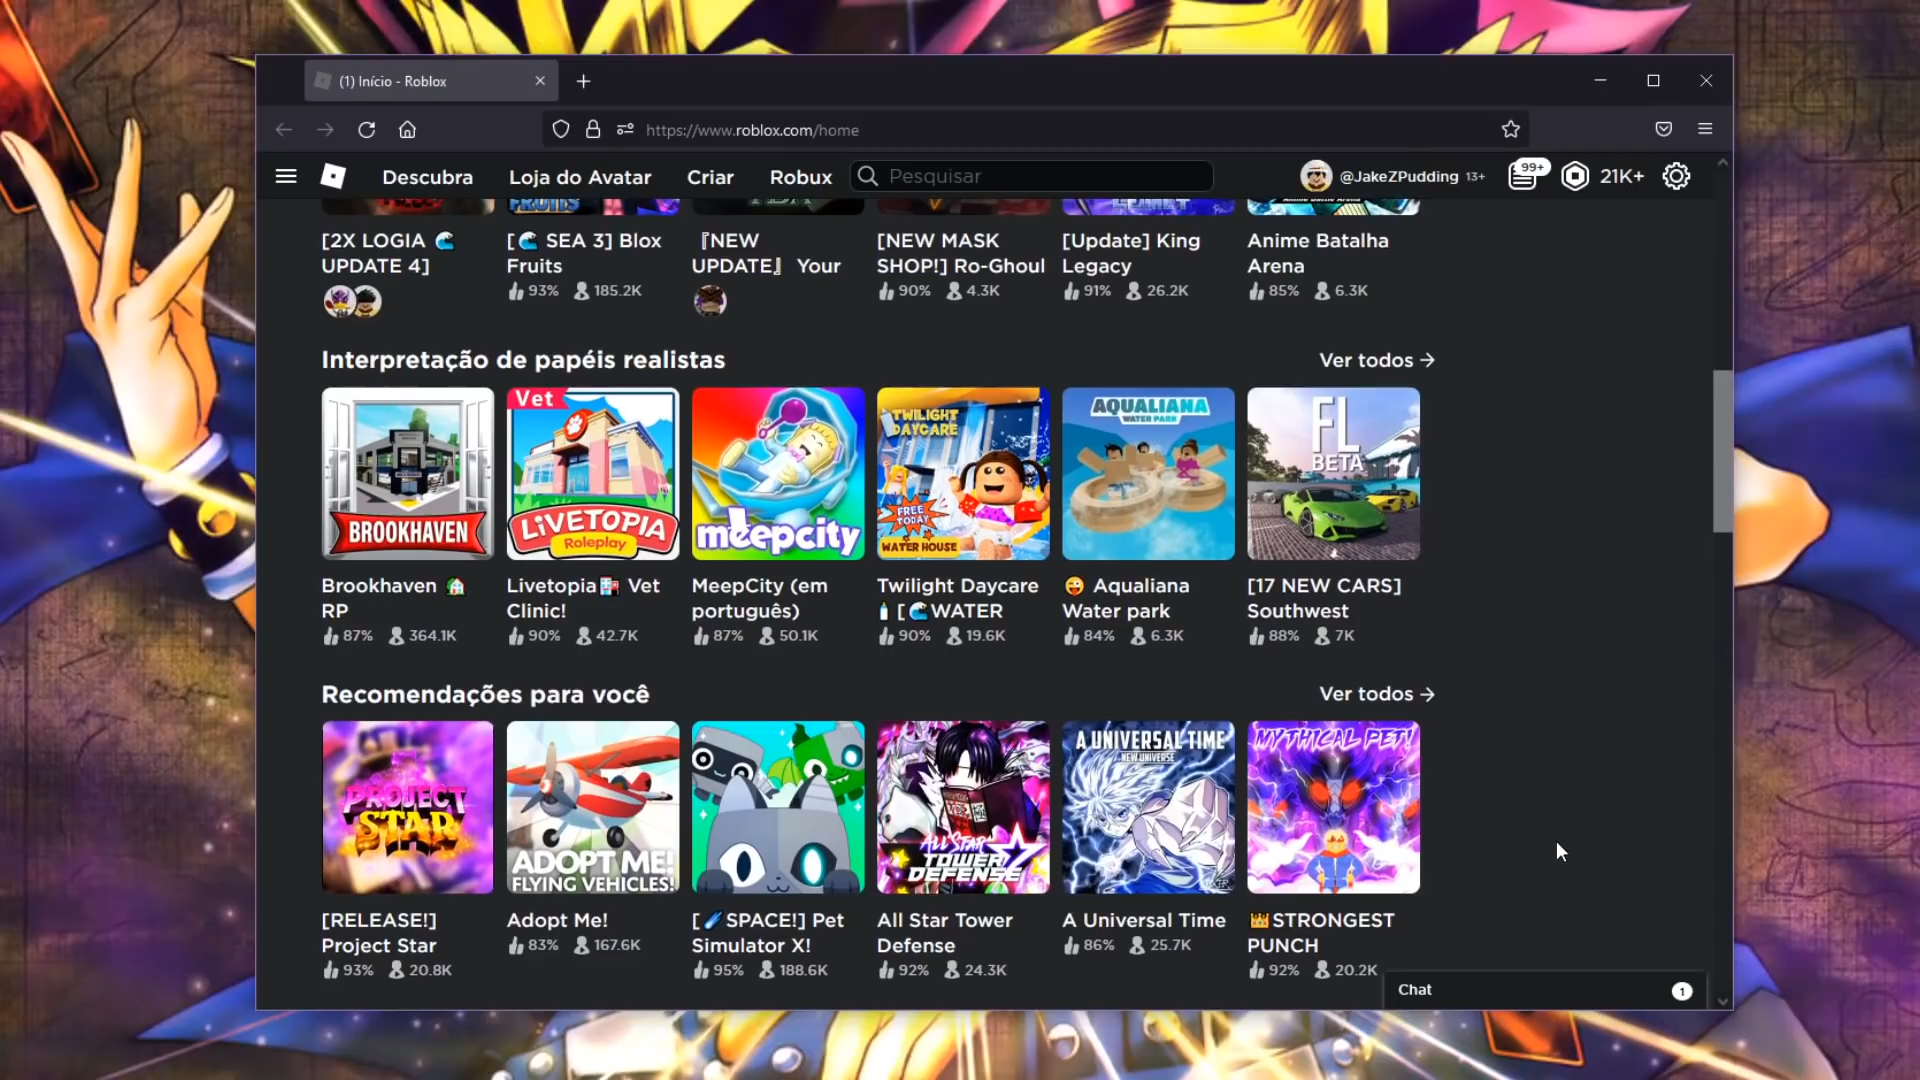 (1) Início - Roblox
https://www.roblox.com/home
Descubra
Loja do Avatar
Criar
Robux
Pesquisar
@JakeZPudding 13+
99+
21K+
FRUITS
[2X LOGIA 🌊
UPDATE 4]
[🌊 SEA 3] Blox
Fruits
93% 185.2K
『NEW
UPDATE』 Your
[NEW MASK
SHOP!] Ro-Ghoul
90% 4.3K
[Update] King
Legacy
91% 26.2K
Anime Batalha
Arena
85% 6.3K
Interpretação de papéis realistas
Ver todos →
BROOKHAVEN
Vet
LIVETOPIA
Roleplay
meepcity
TWILIGHT
DAYCARE
FREE
TODAY
WATER HOUSE
AQUALIANA
WATER PARK
FL
BETA
Brookhaven 🏠
RP
87% 364.1K
Livetopia🏥 Vet
Clinic!
90% 42.7K
MeepCity (em
português)
87% 50.1K
Twilight Daycare
🍼 [🌊WATER
90% 19.6K
😜 Aqualiana
Water park
84% 6.3K
[17 NEW CARS]
Southwest
88% 7K
Recomendações para você
Ver todos →
PROJECT
STAR
ADOPT ME!
FLYING VEHICLES!
ALL STAR
TOWER
DEFENSE
A UNIVERSAL TIME
NEW UNIVERSE
MYTHICAL PET!
[RELEASE!]
Project Star
93% 20.8K
Adopt Me!
83% 167.6K
[☄️SPACE!] Pet
Simulator X!
95% 188.6K
All Star Tower
Defense
92% 24.3K
A Universal Time
86% 25.7K
👑STRONGEST
PUNCH
92% 20.2K
Chat
1